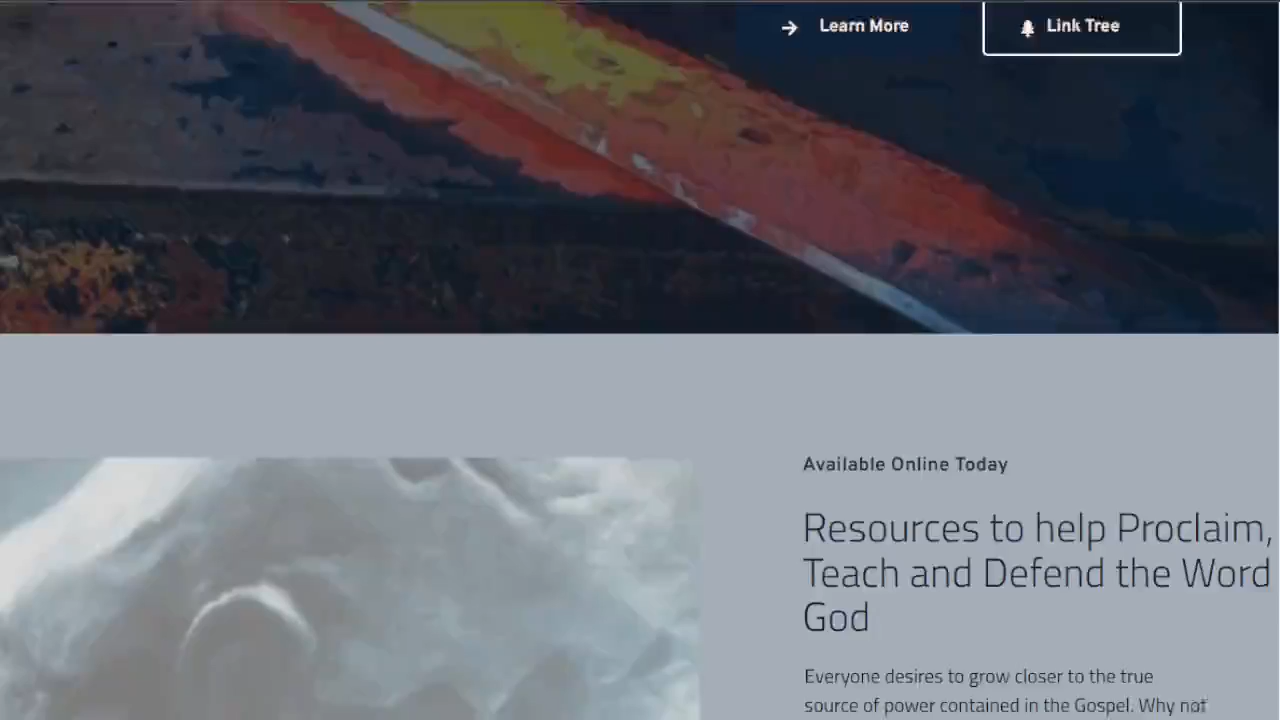 Learn More
Link Tree
Available Online Today
Resources to help Proclaim,
Teach and Defend the Word
God
Everyone desires to grow closer to the true
source of power contained in the Gospel. Why not